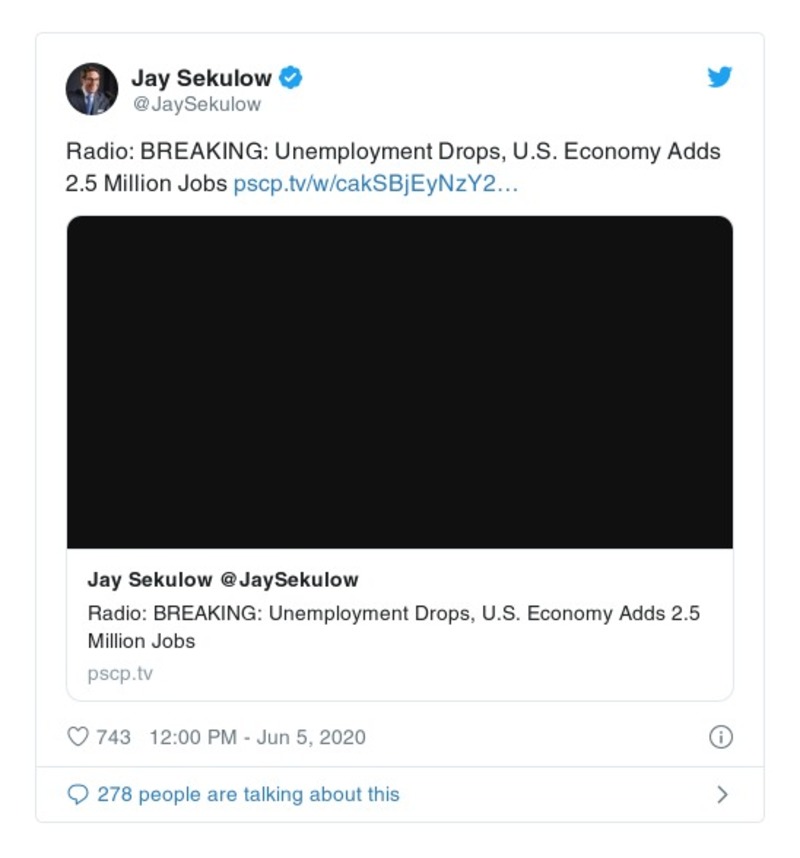 Jay Sekulow
@JaySekulow
Radio: BREAKING: Unemployment Drops, U.S. Economy Adds
2.5 Million Jobs pscp.tv/w/cakSBjEyNzY2…
Jay Sekulow @JaySekulow
Radio: BREAKING: Unemployment Drops, U.S. Economy Adds 2.5
Million Jobs
pscp.tv
743 12:00 PM - Jun 5, 2020
278 people are talking about this